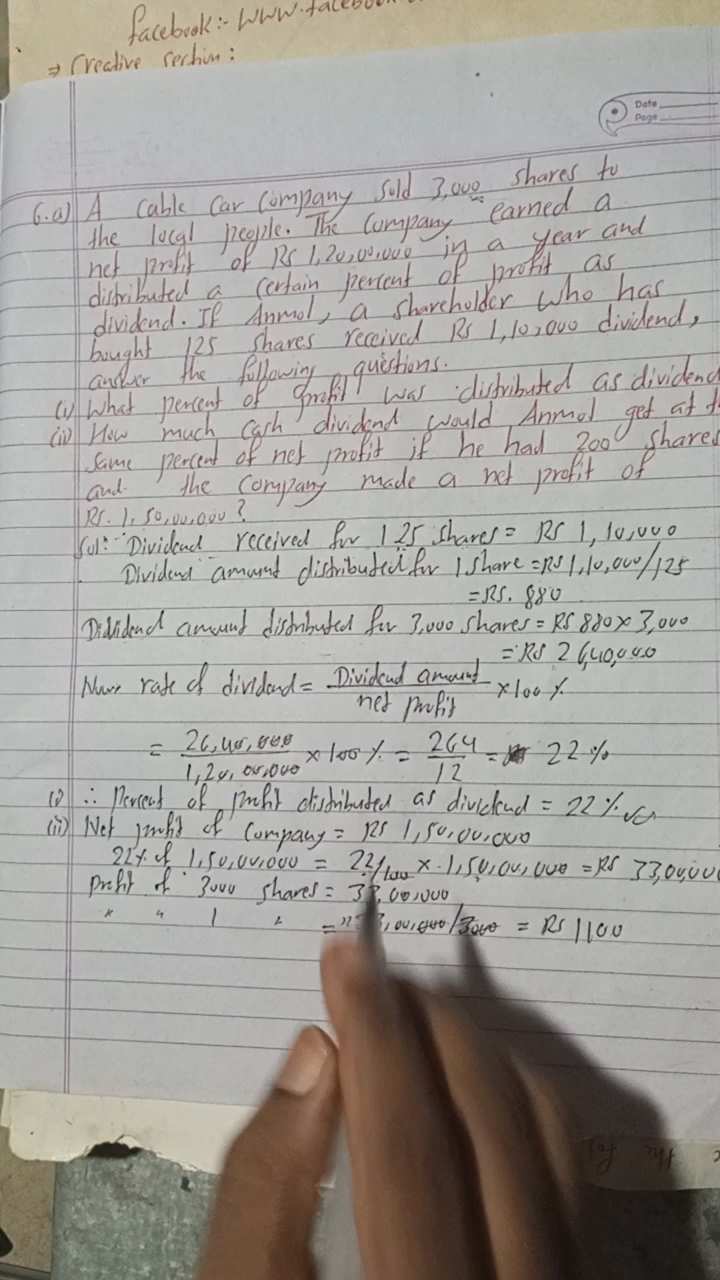 facebook:- www.facebook
⇒ Creative section:
Date
Page
6.a) A cable car company sold 3,000 shares to
the local people. The company earned a
net profit of Rs 1,20,00,000 in a year and
distributed a certain percent of profit as
dividend. If Anmol, a shareholder who has
bought 125 shares received Rs 1,10,000 dividend,
answer the following questions.
(i) What percent of profit was distributed as dividend
(ii) How much cash dividend would Anmol get at
same percent of net profit if he had 200 shares
and the company made a net profit of
Rs. 1,50,00,000?
Sol:- Dividend received for 125 shares = Rs 1,10,000
Dividend amount distributed for 1 share = Rs 1,10,000/125
= Rs. 880
Dividend amount distributed for 3,000 shares = Rs 880 × 3,000
= Rs 26,40,000
Now rate of dividend = Dividend amount/net profit × 100 %
= 26,40,000/1,20,00,000 × 100 % = 264/12 = 22 %
(i) ∴ Percent of profit distributed as dividend = 22 %
(ii) Net profit of company = Rs 1,50,00,000
22% of 1,50,00,000 = 22/100 × 1,50,00,000 = Rs 33,00,000
Profit of 3000 shares = 33,00,000
" " 1 " = 00,000/3000 = Rs 1100
the